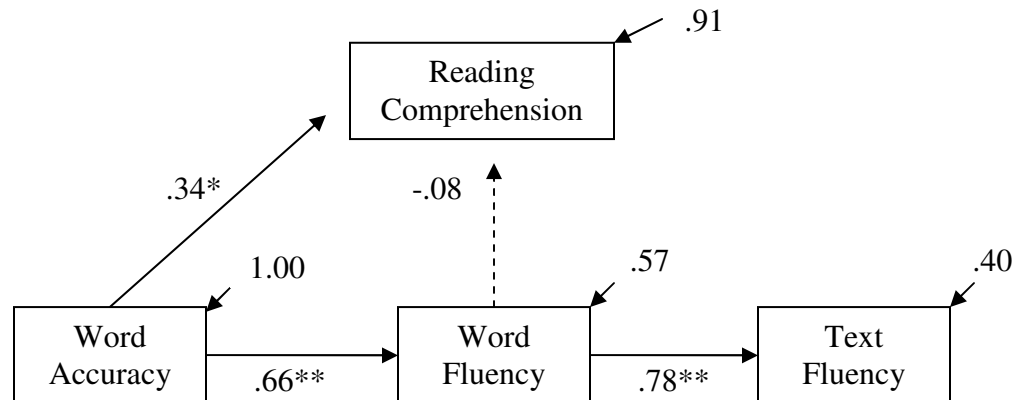 .91
Reading
Comprehension
.34*
-.08
1.00
.57
.40
Word
Accuracy
.66**
Word
Fluency
.78**
Text
Fluency